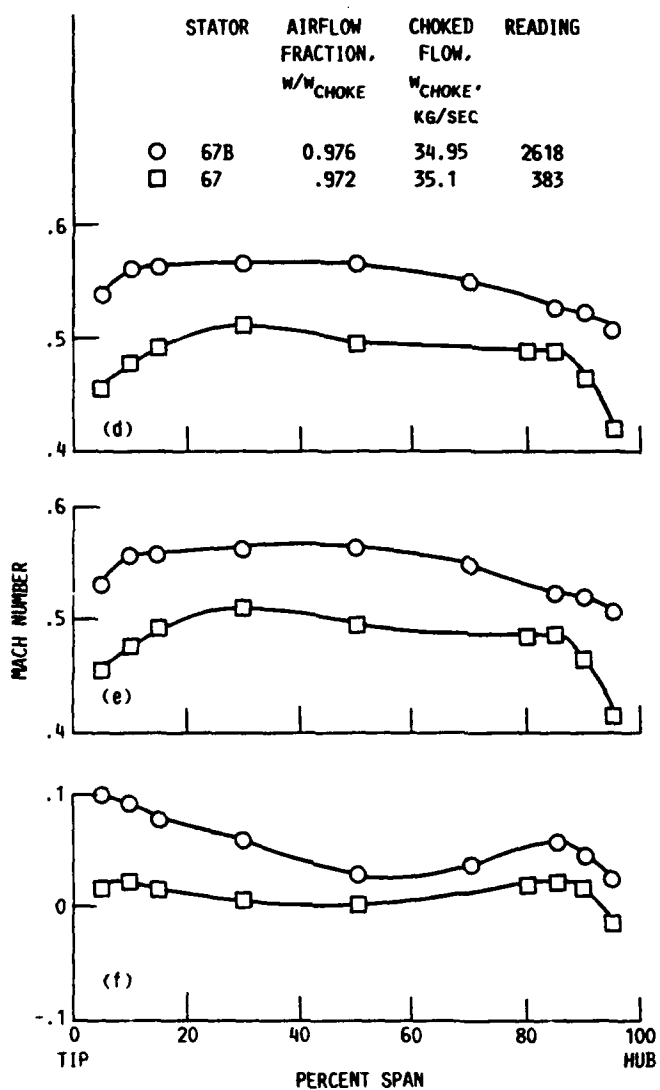 STATOR AIRFLOW FRACTION, W/WCHOKE CHOKED FLOW, WCHOKE, KG/SEC READING
67B 0.976 34.95 2618
67 .972 35.1 383
.6
.5
.4
(d)
.6
.5
.4
(e)
MACH NUMBER
.1
0
-.1
(f)
0 20 40 60 80 100
TIP HUB
PERCENT SPAN